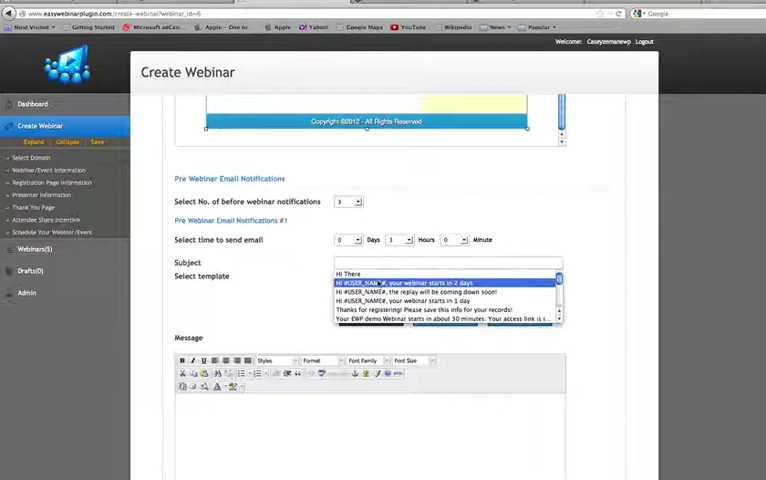 www.easywebinarplugin.com/create-webinar?webinar_id=6
Google
Most Visited Getting Started Apple Yahoo! Google Maps YouTube Wikipedia News Popular
Welcome: Caseyzemanewp Logout
Create Webinar
Dashboard
Create Webinar
Expand Collapse Save
Select Domain
Webinar/Event Information
Registration Page Information
Presenter Information
Thank You Page
Attendee Share Incentive
Schedule Your Webinar/Event
Webinars(5)
Drafts(0)
Admin
Copyright ©2012 - All Rights Reserved
Pre Webinar Email Notifications
Select No. of before webinar notifications 3
Pre Webinar Email Notifications #1
Select time to send email 0 Days 3 Hours 0 Minute
Subject
Select template
Hi There
Hi #USER_NAME#, your webinar starts in 2 days
Hi #USER_NAME#, the replay will be coming down soon!
Hi #USER_NAME#, your webinar starts in 1 day
Thanks for registering! Please save this info for your records!
Your EWP demo Webinar starts in about 30 minutes. Your access link is i...
Message
B I U Styles Format Font Family Font Size